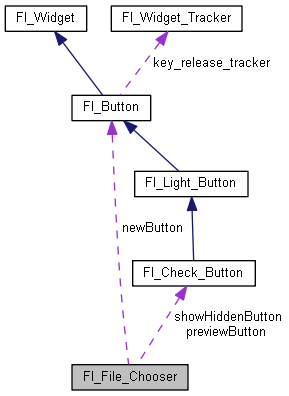 Fl_Widget
Fl_Widget_Tracker
key_release_tracker
Fl_Button
Fl_Light_Button
newButton
Fl_Check_Button
showHiddenButton
previewButton
Fl_File_Chooser